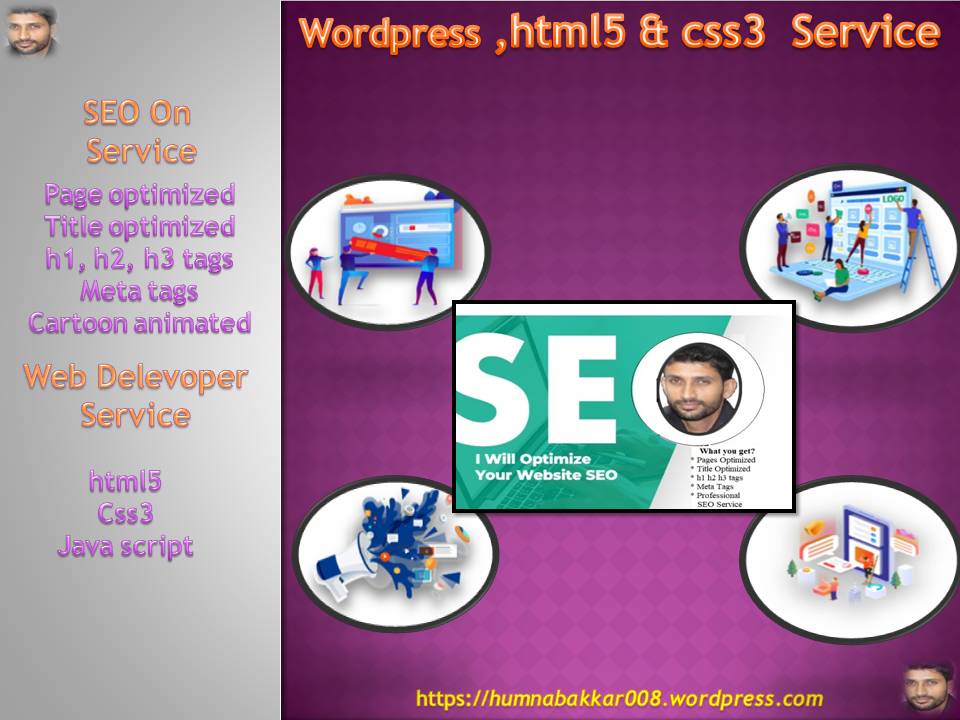 Wordpress ,html5 & css3 Service
SEO On
Service
Page optimized
Title optimized
h1, h2, h3 tags
Meta tags
Cartoon animated
Web Delevoper
Service
html5
Css3
Java script
LOGO
SEO
I Will Optimize
Your Website SEO
What you get?
* Pages Optimized
* Title Optimized
* h1 h2 h3 tags
* Meta Tags
* Professional
SEO Service
https://humnabakkar008.wordpress.com